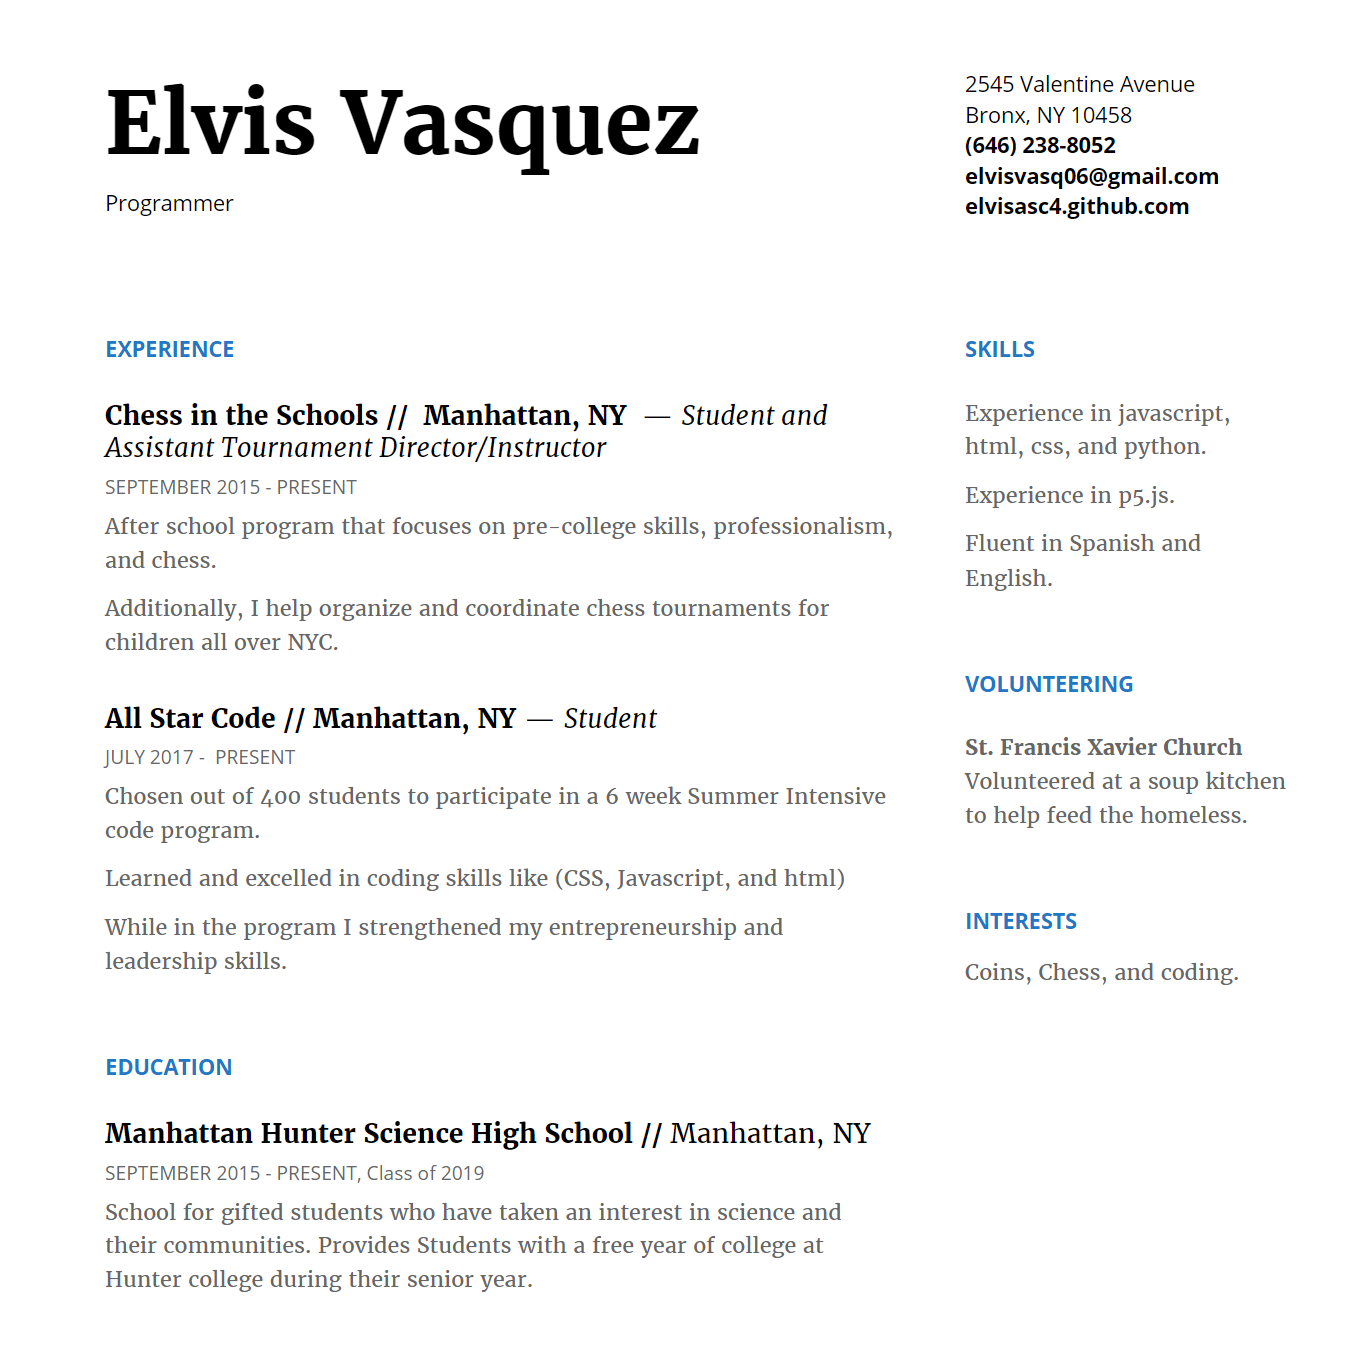 Elvis Vasquez
Programmer
2545 Valentine Avenue
Bronx, NY 10458
(646) 238-8052
elvisvasq06@gmail.com
elvisasc4.github.com
EXPERIENCE
Chess in the Schools //  Manhattan, NY  — Student and
Assistant Tournament Director/Instructor
SEPTEMBER 2015 - PRESENT
After school program that focuses on pre-college skills, professionalism,
and chess.
Additionally, I help organize and coordinate chess tournaments for
children all over NYC.
All Star Code // Manhattan, NY — Student
JULY 2017 -  PRESENT
Chosen out of 400 students to participate in a 6 week Summer Intensive
code program.
Learned and excelled in coding skills like (CSS, Javascript, and html)
While in the program I strengthened my entrepreneurship and
leadership skills.
EDUCATION
Manhattan Hunter Science High School // Manhattan, NY
SEPTEMBER 2015 - PRESENT, Class of 2019
School for gifted students who have taken an interest in science and
their communities. Provides Students with a free year of college at
Hunter college during their senior year.
SKILLS
Experience in javascript,
html, css, and python.
Experience in p5.js.
Fluent in Spanish and
English.
VOLUNTEERING
St. Francis Xavier Church
Volunteered at a soup kitchen
to help feed the homeless.
INTERESTS
Coins, Chess, and coding.